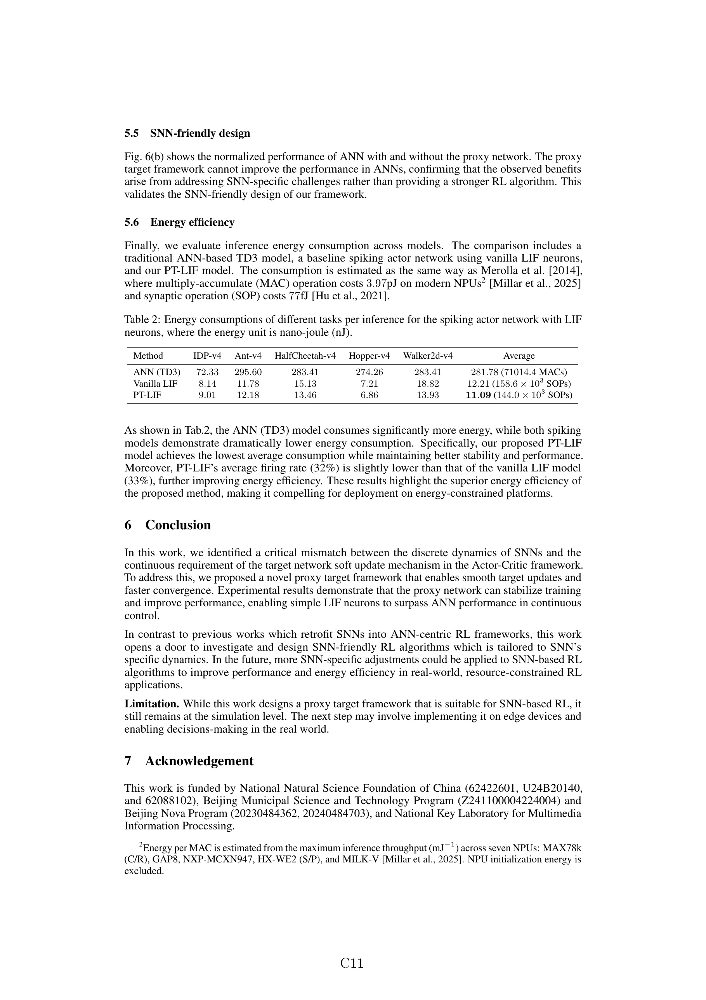 5.5 SNN-friendly design
Fig. 6(b) shows the normalized performance of ANN with and without the proxy network. The proxy
target framework cannot improve the performance in ANNs, confirming that the observed benefits
arise from addressing SNN-specific challenges rather than providing a stronger RL algorithm. This
validates the SNN-friendly design of our framework.
5.6 Energy efficiency
Finally, we evaluate inference energy consumption across models. The comparison includes a
traditional ANN-based TD3 model, a baseline spiking actor network using vanilla LIF neurons,
and our PT-LIF model. The consumption is estimated as the same way as Merolla et al. [2014],
where multiply-accumulate (MAC) operation costs 3.97pJ on modern NPUs² [Millar et al., 2025]
and synaptic operation (SOP) costs 77fJ [Hu et al., 2021].
Table 2: Energy consumptions of different tasks per inference for the spiking actor network with LIF
neurons, where the energy unit is nano-joule (nJ).
Method IDP-v4 Ant-v4 HalfCheetah-v4 Hopper-v4 Walker2d-v4 Average
ANN (TD3) 72.33 295.60 283.41 274.26 283.41 281.78 (71014.4 MACs)
Vanilla LIF 8.14 11.78 15.13 7.21 18.82 12.21 (158.6 × 10³ SOPs)
PT-LIF 9.01 12.18 13.46 6.86 13.93 11.09 (144.0 × 10³ SOPs)
As shown in Tab.2, the ANN (TD3) model consumes significantly more energy, while both spiking
models demonstrate dramatically lower energy consumption. Specifically, our proposed PT-LIF
model achieves the lowest average consumption while maintaining better stability and performance.
Moreover, PT-LIF's average firing rate (32%) is slightly lower than that of the vanilla LIF model
(33%), further improving energy efficiency. These results highlight the superior energy efficiency of
the proposed method, making it compelling for deployment on energy-constrained platforms.
6 Conclusion
In this work, we identified a critical mismatch between the discrete dynamics of SNNs and the
continuous requirement of the target network soft update mechanism in the Actor-Critic framework.
To address this, we proposed a novel proxy target framework that enables smooth target updates and
faster convergence. Experimental results demonstrate that the proxy network can stabilize training
and improve performance, enabling simple LIF neurons to surpass ANN performance in continuous
control.
In contrast to previous works which retrofit SNNs into ANN-centric RL frameworks, this work
opens a door to investigate and design SNN-friendly RL algorithms which is tailored to SNN's
specific dynamics. In the future, more SNN-specific adjustments could be applied to SNN-based RL
algorithms to improve performance and energy efficiency in real-world, resource-constrained RL
applications.
Limitation. While this work designs a proxy target framework that is suitable for SNN-based RL, it
still remains at the simulation level. The next step may involve implementing it on edge devices and
enabling decisions-making in the real world.
7 Acknowledgement
This work is funded by National Natural Science Foundation of China (62422601, U24B20140,
and 62088102), Beijing Municipal Science and Technology Program (Z241100004224004) and
Beijing Nova Program (20230484362, 20240484703), and National Key Laboratory for Multimedia
Information Processing.
²Energy per MAC is estimated from the maximum inference throughput (mJ⁻¹) across seven NPUs: MAX78k
(C/R), GAP8, NXP-MCXN947, HX-WE2 (S/P), and MILK-V [Millar et al., 2025]. NPU initialization energy is
excluded.
C11